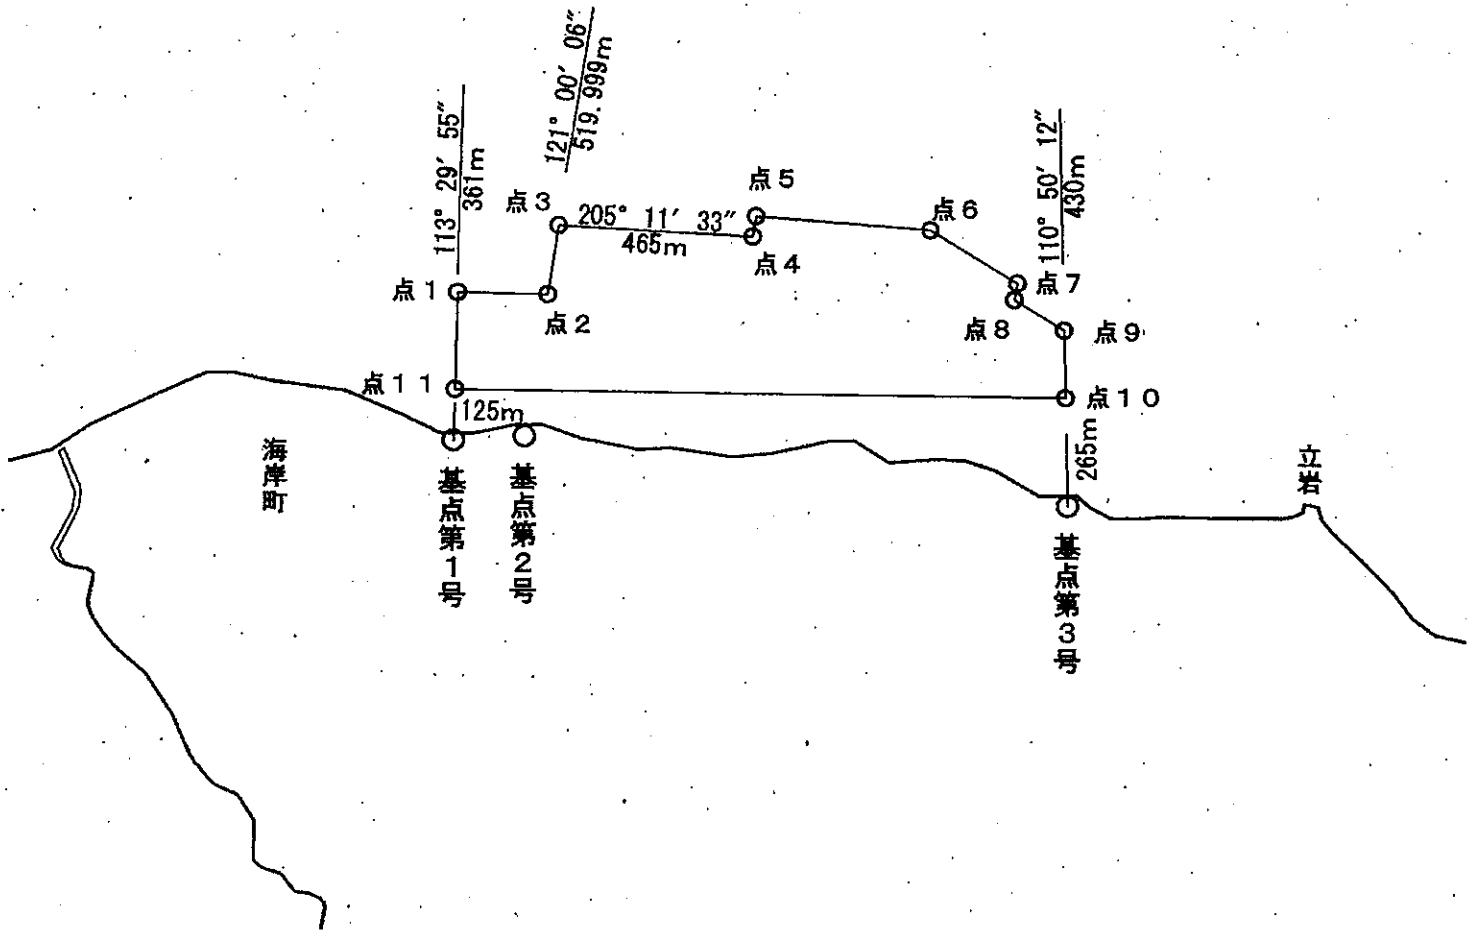 121° 00′ 06″
519.999m
113° 29′ 55″
361m
110° 50′ 12″
430m
点5
点3
205° 11′ 33″
465m
点6
点4
点7
点1
点2
点8
点9
点11
125m
点10
265m
海岸町
基点第1号
基点第2号
基点第3号
立岩